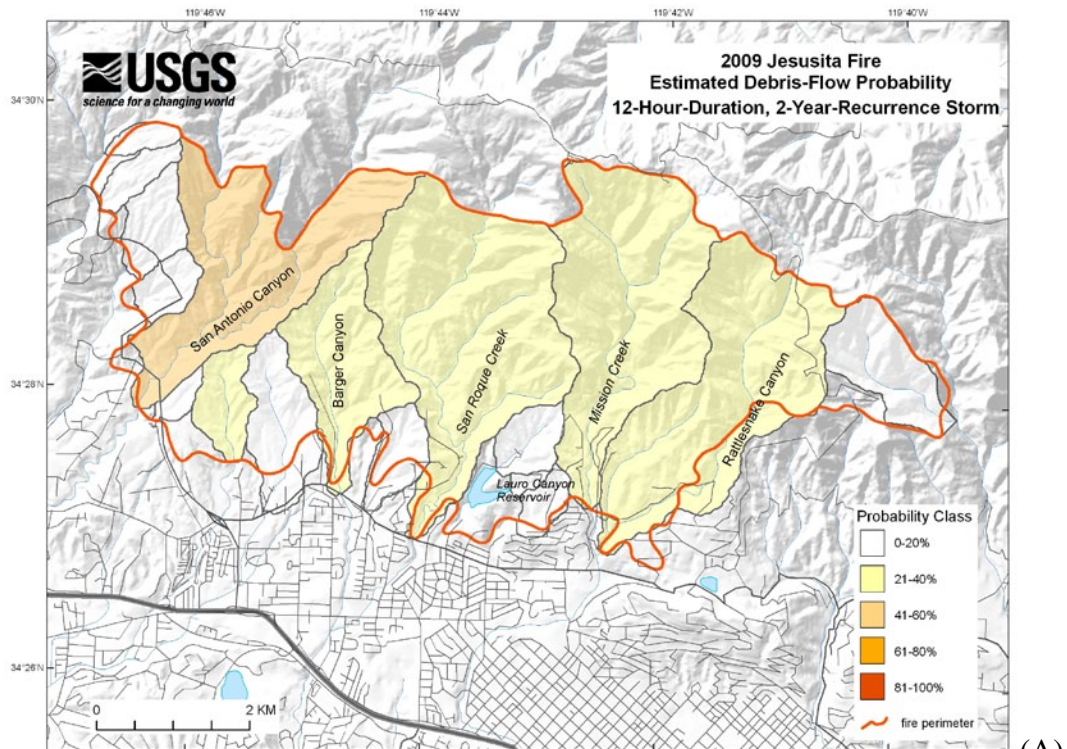 119°46'W
119°44'W
119°42'W
119°40'W
USGS
science for a changing world
2009 Jesusita Fire
Estimated Debris-Flow Probability
12-Hour-Duration, 2-Year-Recurrence Storm
34°30'N
San Antonio Canyon
Barger Canyon
San Roque Creek
Mission Creek
Rattlesnake Canyon
34°28'N
Lauro Canyon
Reservoir
34°26'N
Probability Class
0-20%
21-40%
41-60%
61-80%
81-100%
fire perimeter
0 2 KM
(A)